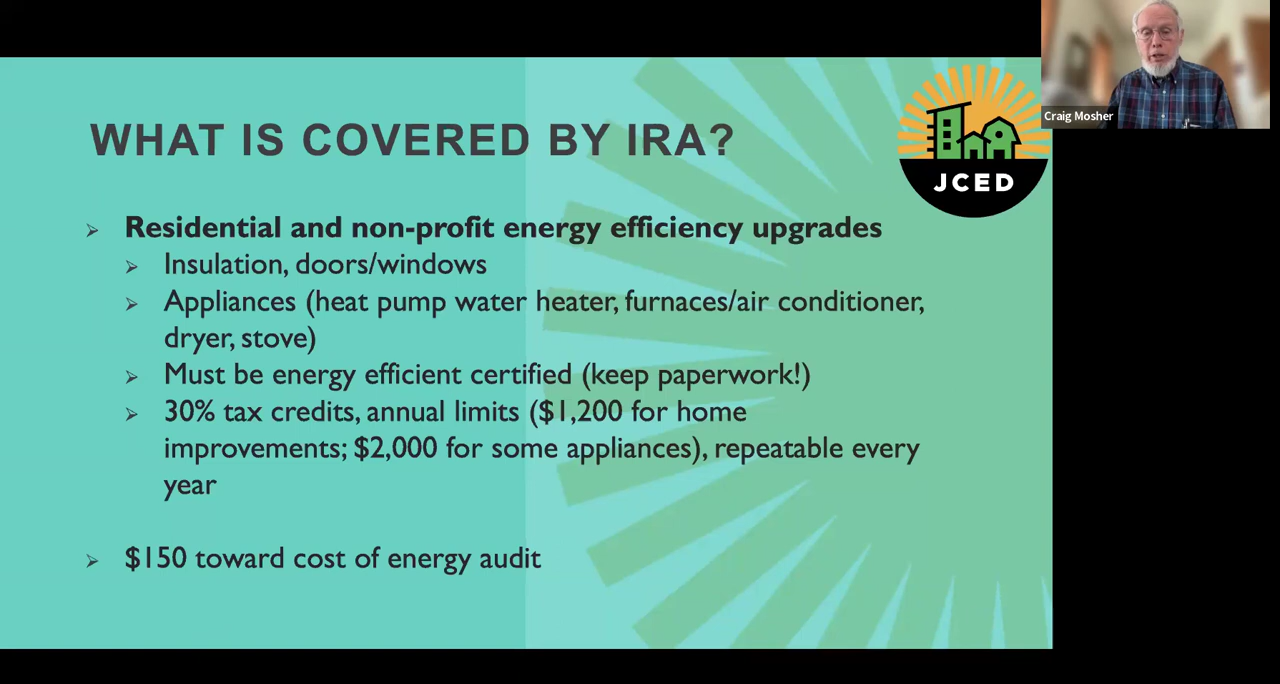 WHAT IS COVERED BY IRA?
JCED
Craig Mosher
➢ Residential and non-profit energy efficiency upgrades
➢ Insulation, doors/windows
➢ Appliances (heat pump water heater, furnaces/air conditioner,
dryer, stove)
➢ Must be energy efficient certified (keep paperwork!)
➢ 30% tax credits, annual limits ($1,200 for home
improvements; $2,000 for some appliances), repeatable every
year
➢ $150 toward cost of energy audit